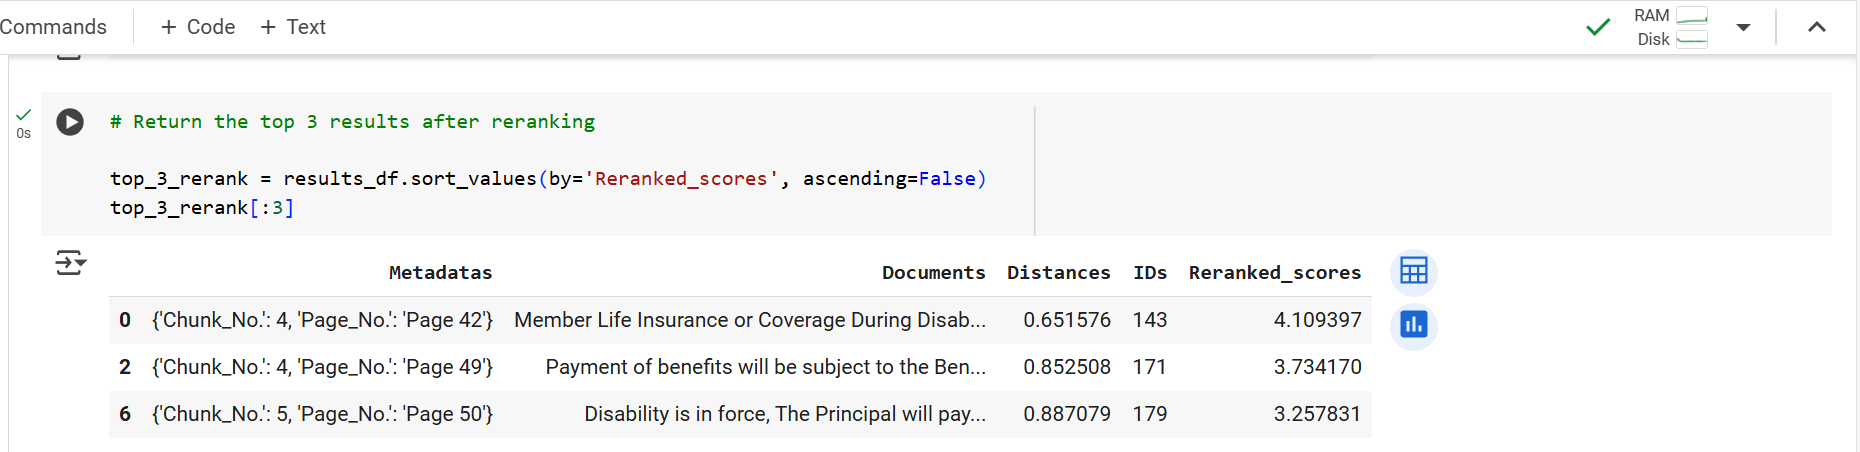 Commands + Code + Text RAM
Disk
0s
# Return the top 3 results after reranking
top_3_rerank = results_df.sort_values(by='Reranked_scores', ascending=False)
top_3_rerank[:3]
Metadatas Documents Distances IDs Reranked_scores
0 {'Chunk_No.': 4, 'Page_No.': 'Page 42'} Member Life Insurance or Coverage During Disab... 0.651576 143 4.109397
2 {'Chunk_No.': 4, 'Page_No.': 'Page 49'} Payment of benefits will be subject to the Ben... 0.852508 171 3.734170
6 {'Chunk_No.': 5, 'Page_No.': 'Page 50'} Disability is in force, The Principal will pay... 0.887079 179 3.257831